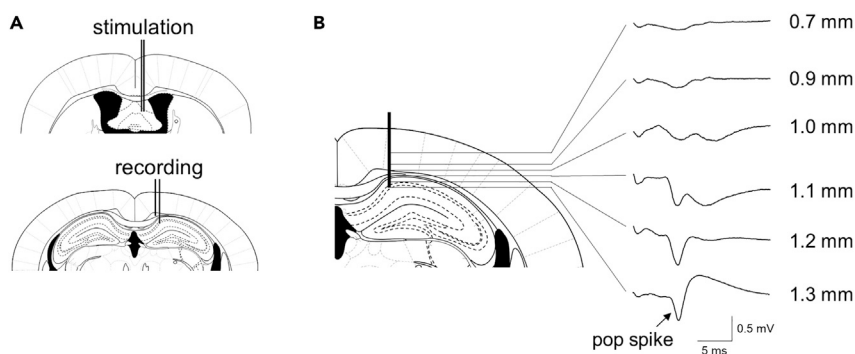 A
stimulation
recording
B
0.7 mm
0.9 mm
1.0 mm
1.1 mm
1.2 mm
1.3 mm
pop spike
0.5 mV
5 ms